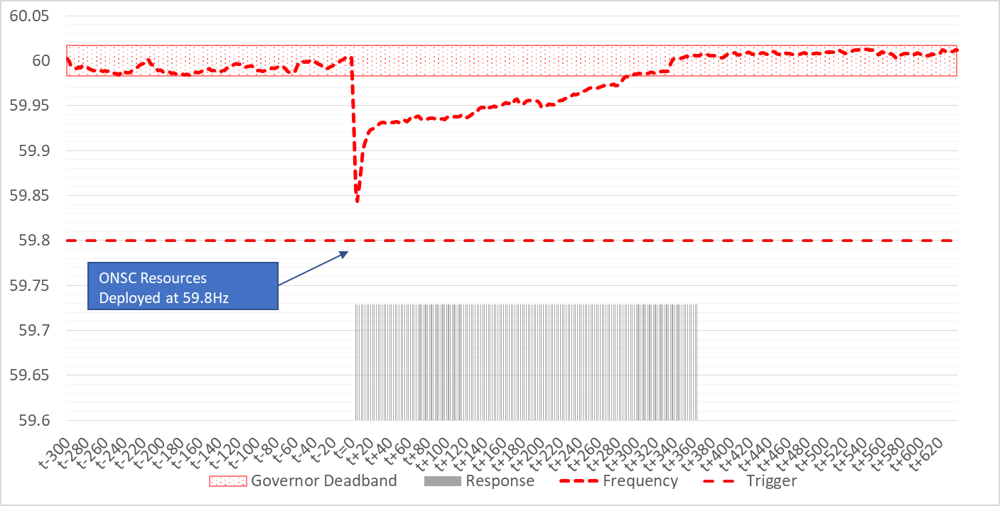 60.05
60
59.95
59.9
59.85
59.8
59.75
59.7
59.65
59.6
ONSC Resources
Deployed at 59.8Hz
t-300 t-280 t-260 t-240 t-220 t-200 t-180 t-160 t-140 t-120 t-100 t-80 t-60 t-40 t-20 t=0 t+20 t+40 t+60 t+80 t+100 t+120 t+140 t+160 t+180 t+200 t+220 t+240 t+260 t+280 t+300 t+320 t+340 t+360 t+380 t+400 t+420 t+440 t+460 t+480 t+500 t+520 t+540 t+560 t+580 t+600 t+620
Governor Deadband Response Frequency Trigger